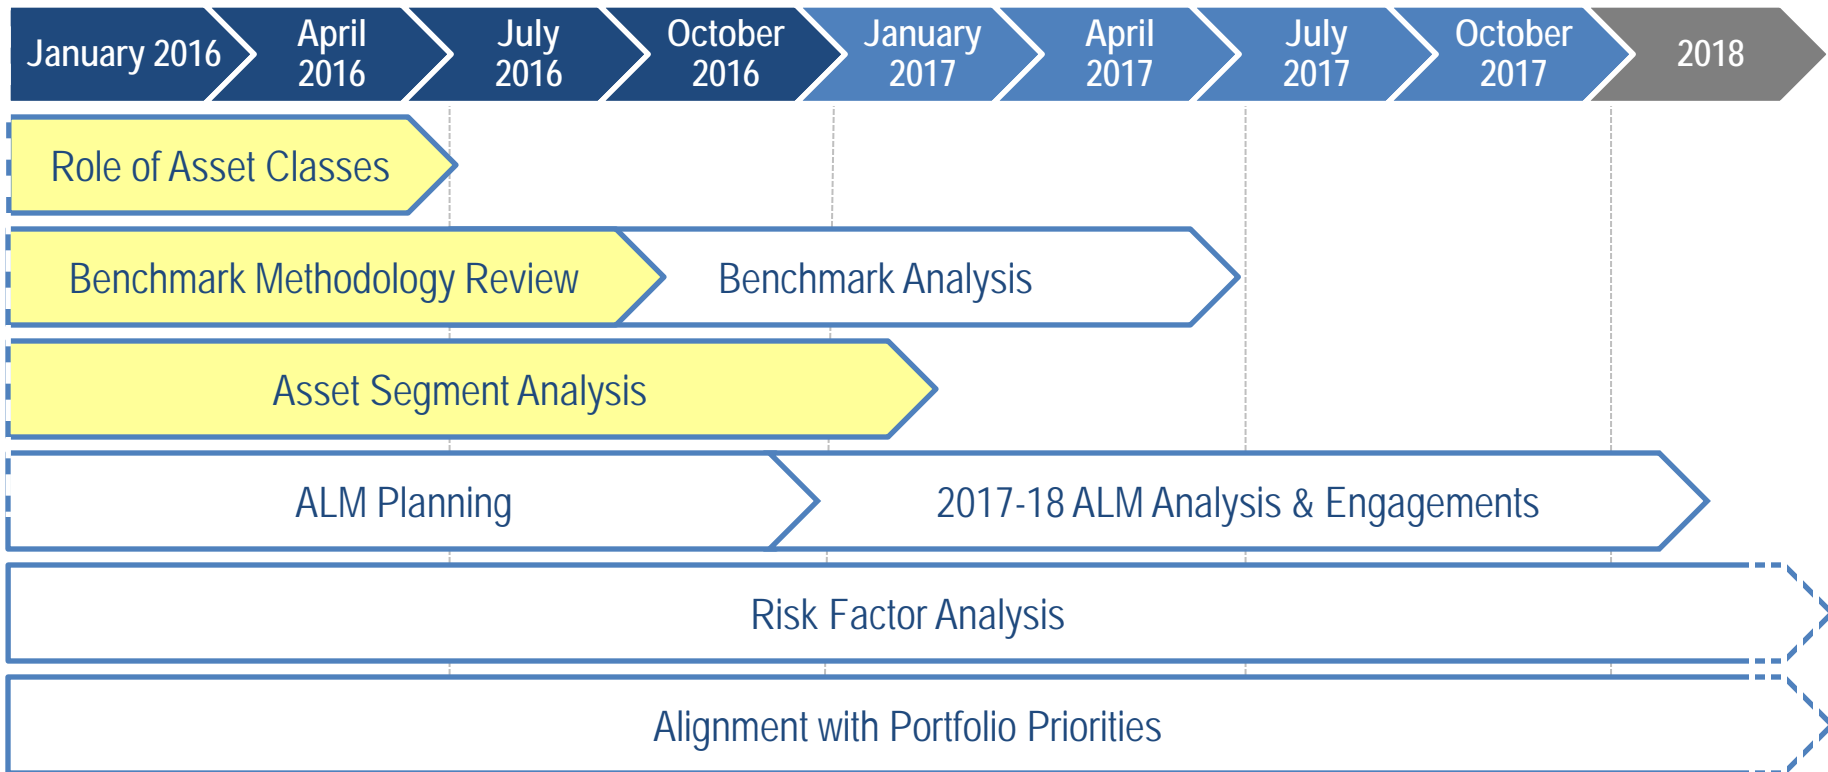 January 2016
April
2016
July
2016
October
2016
January
2017
April
2017
July
2017
October
2017
2018
Role of Asset Classes
Benchmark Methodology Review
Benchmark Analysis
Asset Segment Analysis
ALM Planning
2017-18 ALM Analysis & Engagements
Risk Factor Analysis
Alignment with Portfolio Priorities